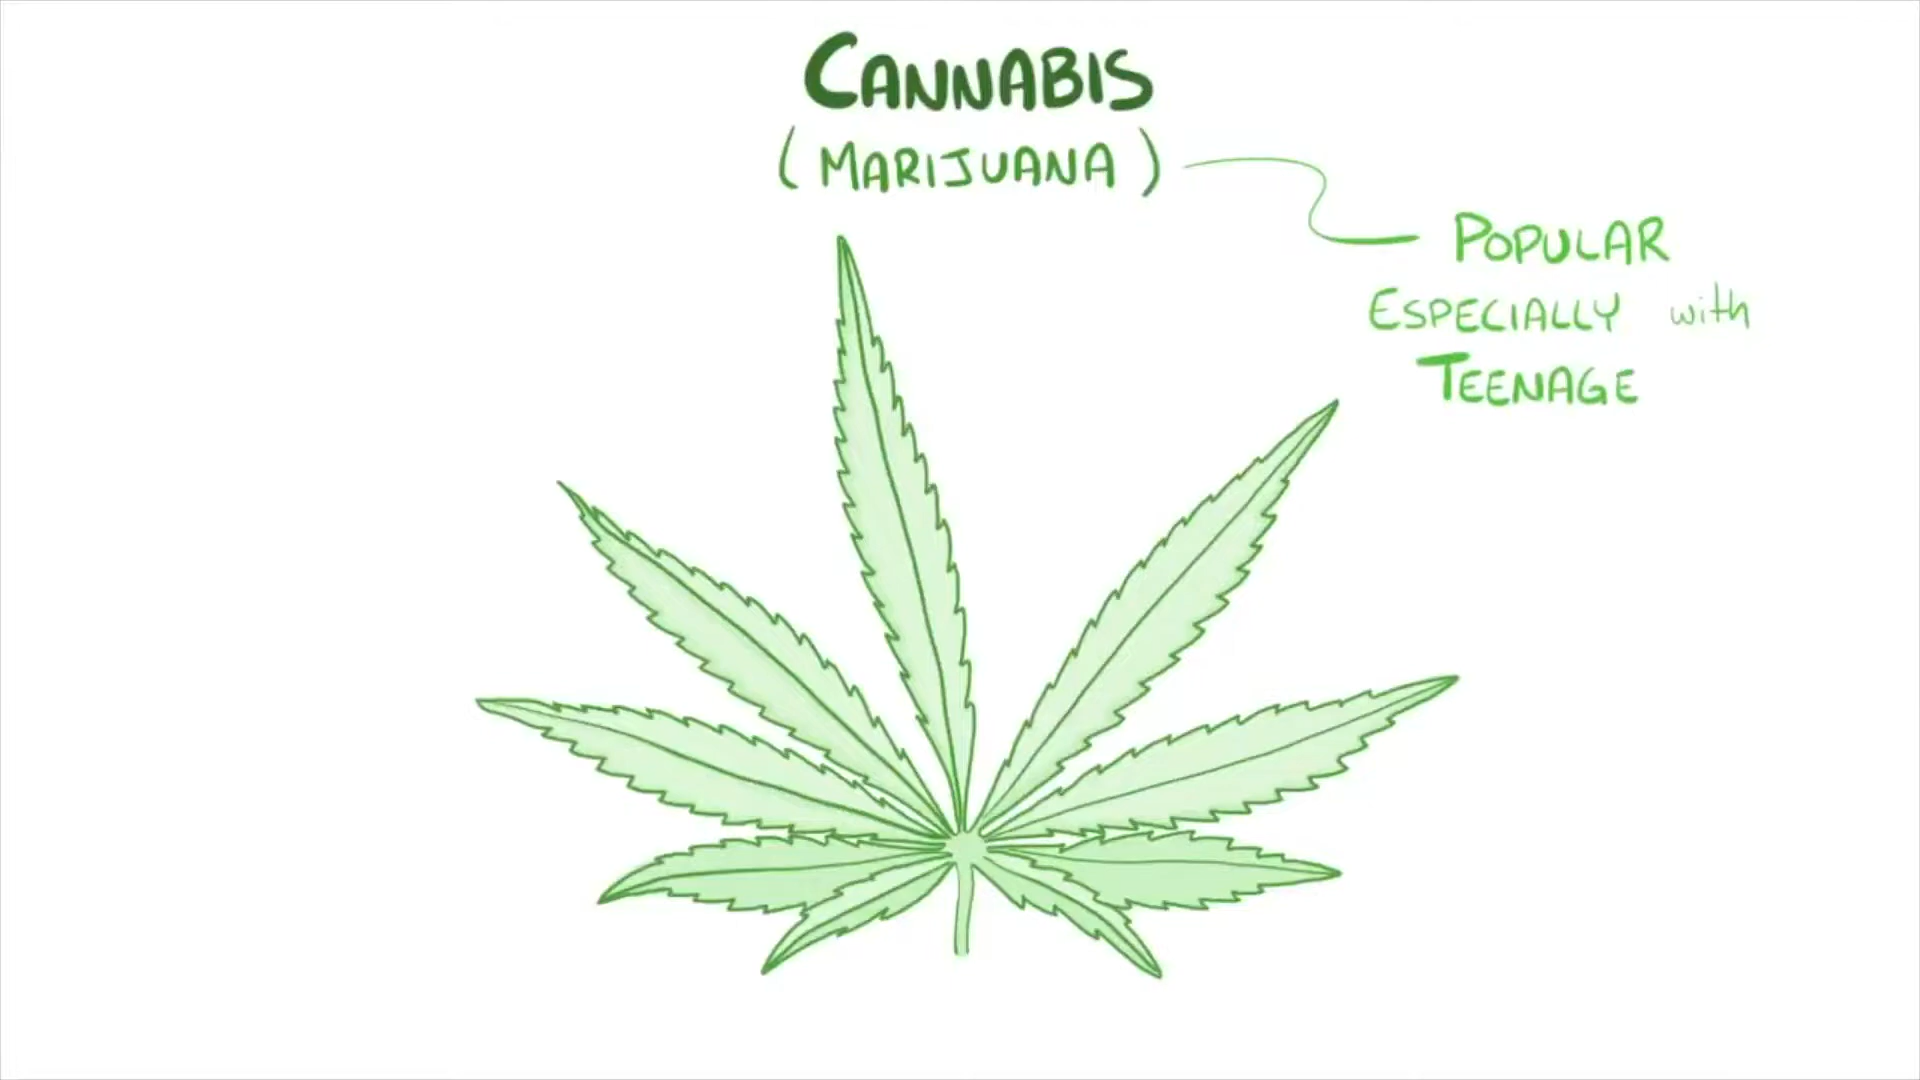 CANNABIS
(MARIJUANA)
POPULAR
ESPECIALLY with
TEENAGE